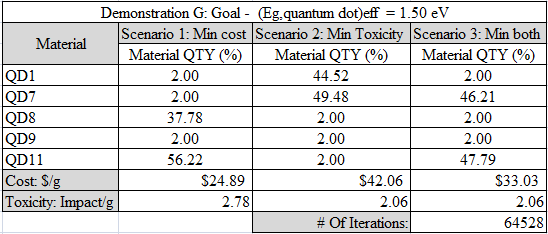 Demonstration G: Goal - (Eg,quantum dot)eff = 1.50 eV
Material Scenario 1: Min cost Scenario 2: Min Toxicity Scenario 3: Min both
Material QTY (%) Material QTY (%) Material QTY (%)
QD1 2.00 44.52 2.00
QD7 2.00 49.48 46.21
QD8 37.78 2.00 2.00
QD9 2.00 2.00 2.00
QD11 56.22 2.00 47.79
Cost: $/g $24.89 $42.06 $33.03
Toxicity: Impact/g 2.78 2.06 2.06
# Of Iterations: 64528